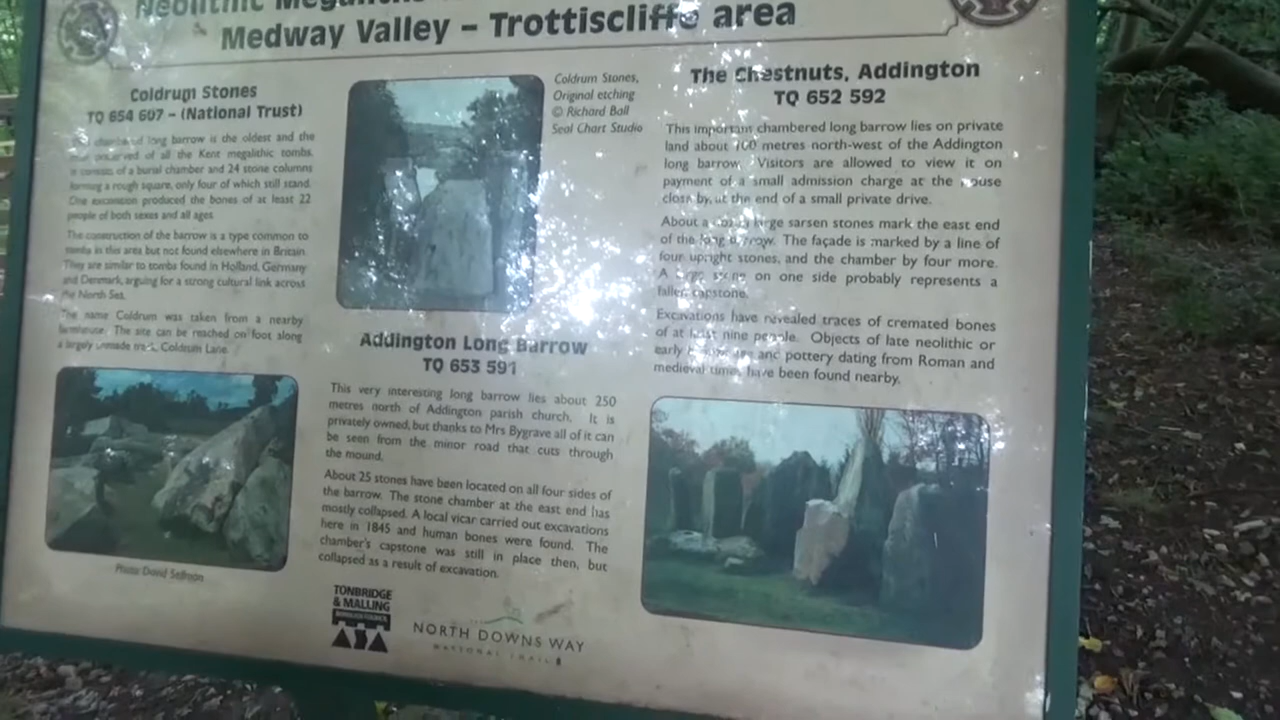 Neolithic
Medway Valley – Trottiscliffe area
Coldrum Stones
TQ 654 607 – (National Trust)
chambered long barrow is the oldest and the
preserved of all the Kent megalithic tombs.
It consists of a burial chamber and 24 stone columns
forming a rough square, only four of which still stand.
One excavation produced the bones of at least 22
people of both sexes and all ages
The construction of the barrow is a type common to
tombs in this area but not found elsewhere in Britain.
They are similar to tombs found in Holland, Germany
and Denmark, arguing for a strong cultural link across
the North Sea.
The name Coldrum was taken from a nearby
farmhouse. The site can be reached on foot along
a largely unmade track, Coldrum Lane.
Photo: David
Coldrum Stones,
Original etching
© Richard Ball
Seal Chart Studio
Addington Long Barrow
TQ 653 591
This very interesting long barrow lies about 250
metres north of Addington parish church. It is
privately owned, but thanks to Mrs Bygrave all of it can
be seen from the minor road that cuts through
the mound.
About 25 stones have been located on all four sides of
the barrow. The stone chamber at the east end has
mostly collapsed. A local vicar carried out excavations
here in 1845 and human bones were found. The
chamber's capstone was still in place then, but
collapsed as a result of excavation.
TONBRIDGE
& MALLING
BOROUGH COUNCIL
NORTH DOWNS WAY
NATIONAL TRAIL
The Chestnuts, Addington
TQ 652 592
This important chambered long barrow lies on private
land about 100 metres north-west of the Addington
long barrow. Visitors are allowed to view it on
payment of a small admission charge at the house
close by, at the end of a small private drive.
About a large sarsen stones mark the east end
of the long barrow. The façade is marked by a line of
four upright stones, and the chamber by four more.
A large stone on one side probably represents a
fallen capstone.
Excavations have revealed traces of cremated bones
of at least nine people. Objects of late neolithic or
early and pottery dating from Roman and
medieval times have been found nearby.